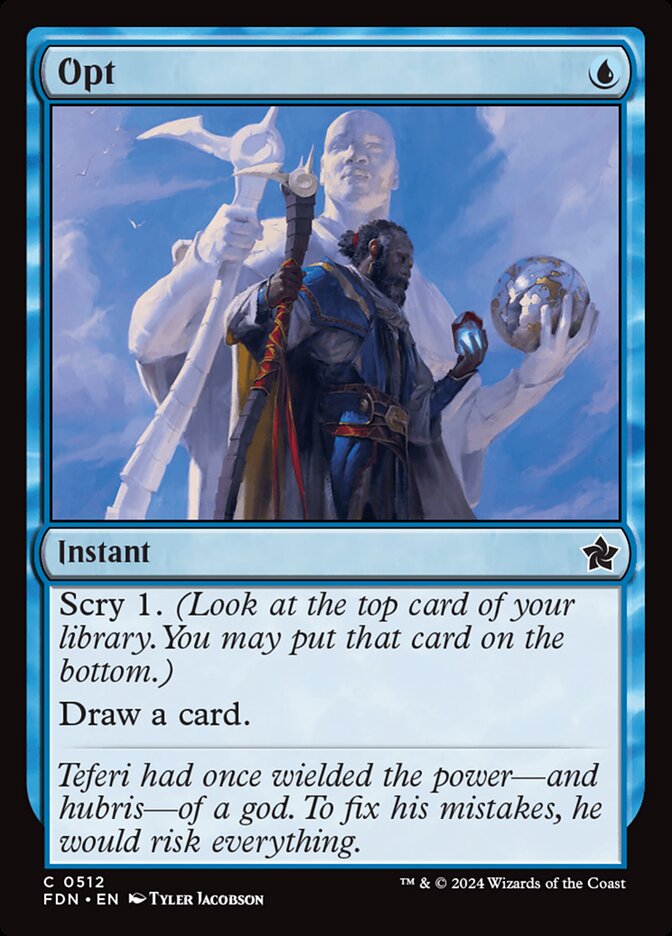 Opt
Instant
Scry 1. (Look at the top card of your
library. You may put that card on the
bottom.)
Draw a card.
Teferi had once wielded the power—and
hubris—of a god. To fix his mistakes, he
would risk everything.
C 0512
™ & © 2024 Wizards of the Coast
FDN • EN Tyler Jacobson